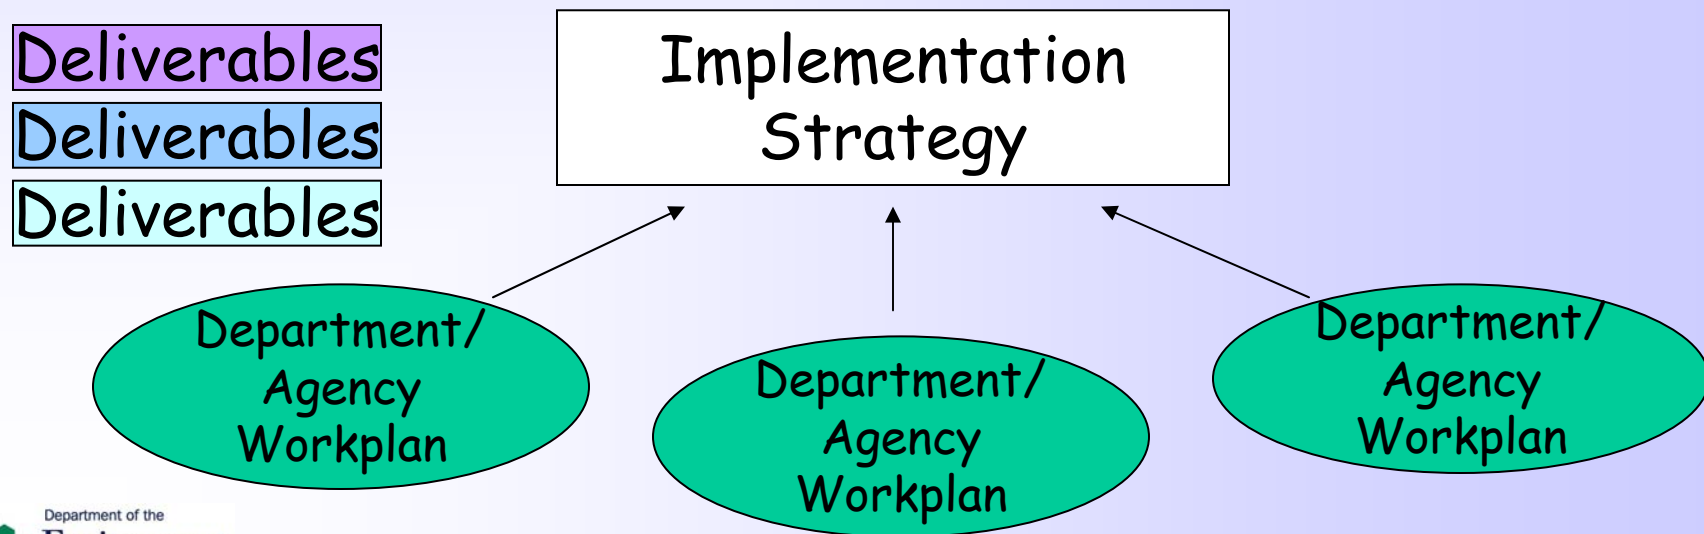 Deliverables
Deliverables
Deliverables
Implementation
Strategy
Department/
Agency
Workplan
Department/
Agency
Workplan
Department/
Agency
Workplan
Department of the